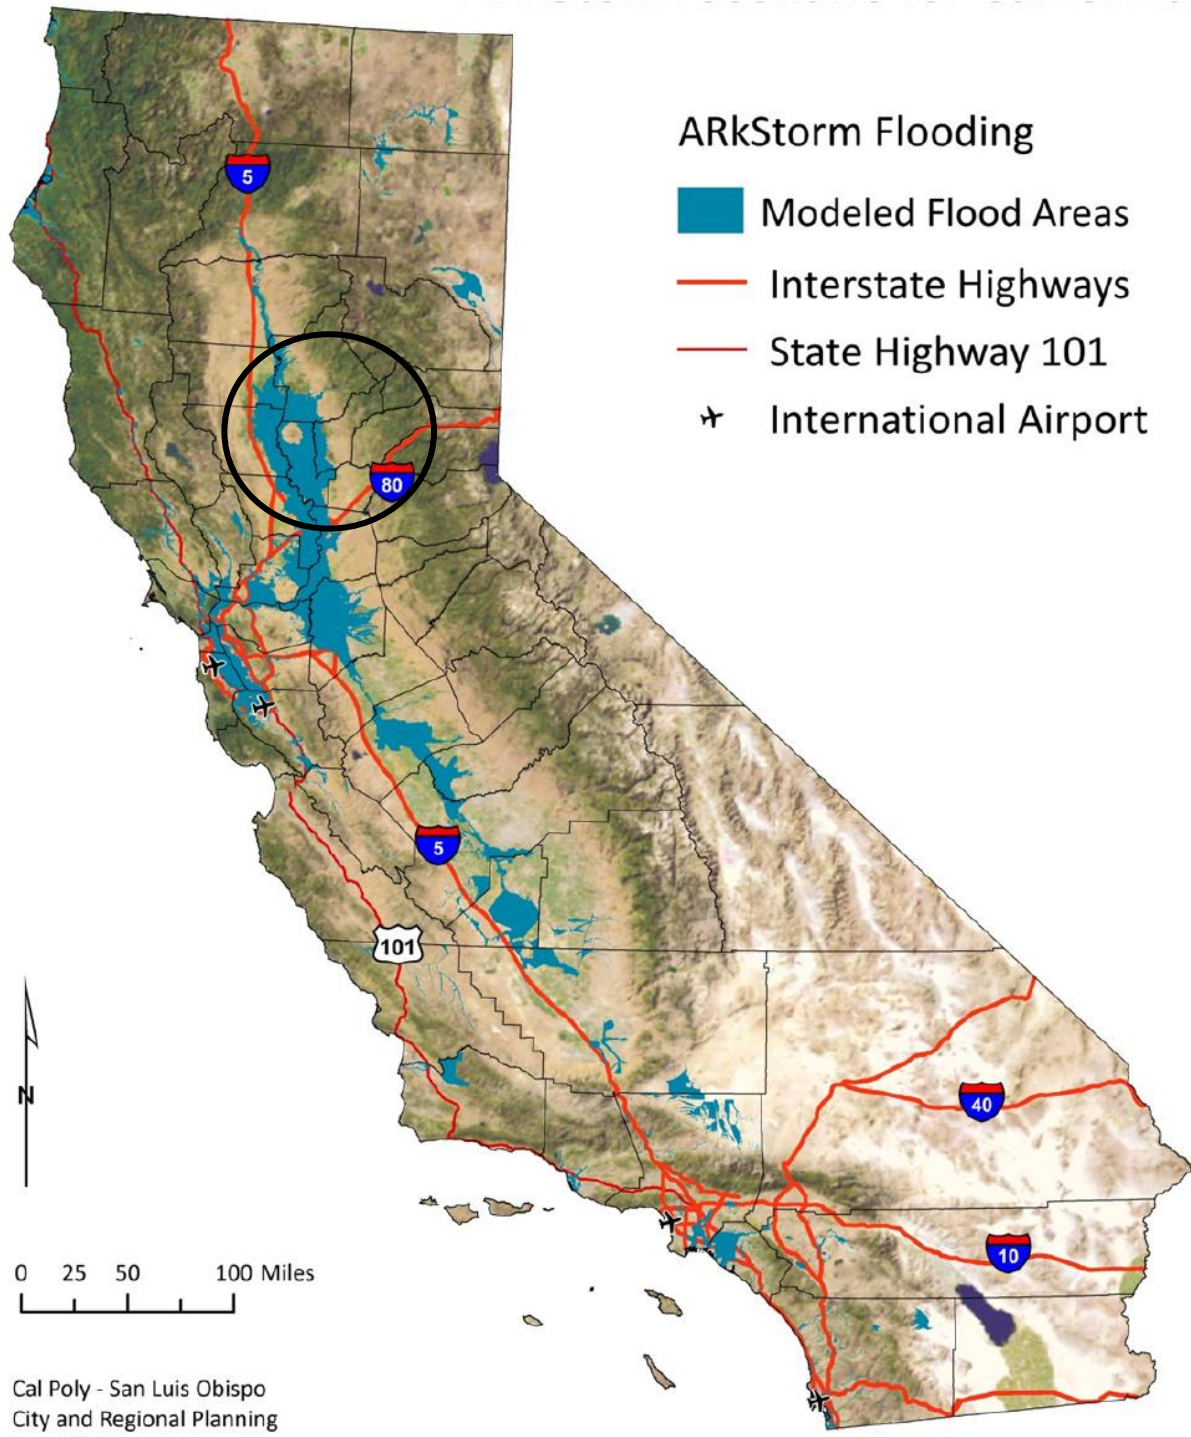 ARkStorm Flooding
Modeled Flood Areas
Interstate Highways
State Highway 101
International Airport
5
80
5
101
N
40
10
0 25 50 100 Miles
Cal Poly - San Luis Obispo
City and Regional Planning